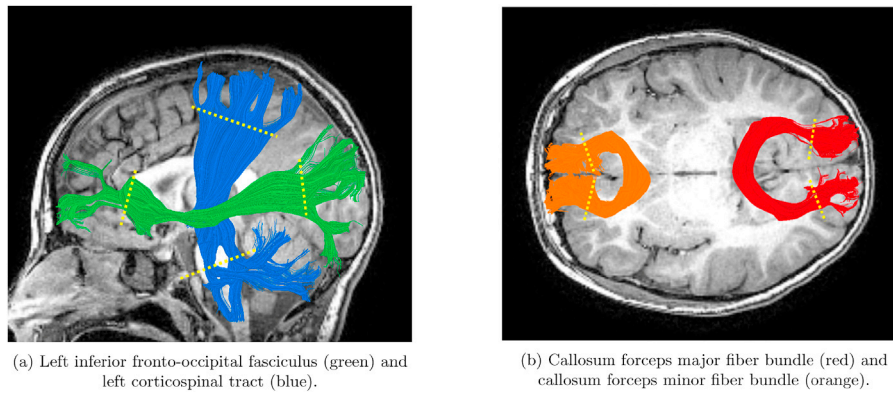 (a) Left inferior fronto-occipital fasciculus (green) and
left corticospinal tract (blue).
(b) Callosum forceps major fiber bundle (red) and
callosum forceps minor fiber bundle (orange).